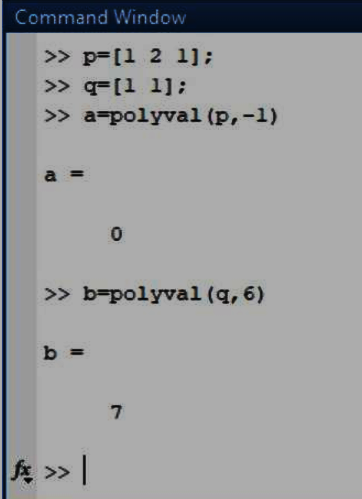 Command Window
>> p=[1 2 1];
>> q=[1 1];
>> a=polyval(p,-1)
a =
0
>> b=polyval(q,6)
b =
7
fx >>